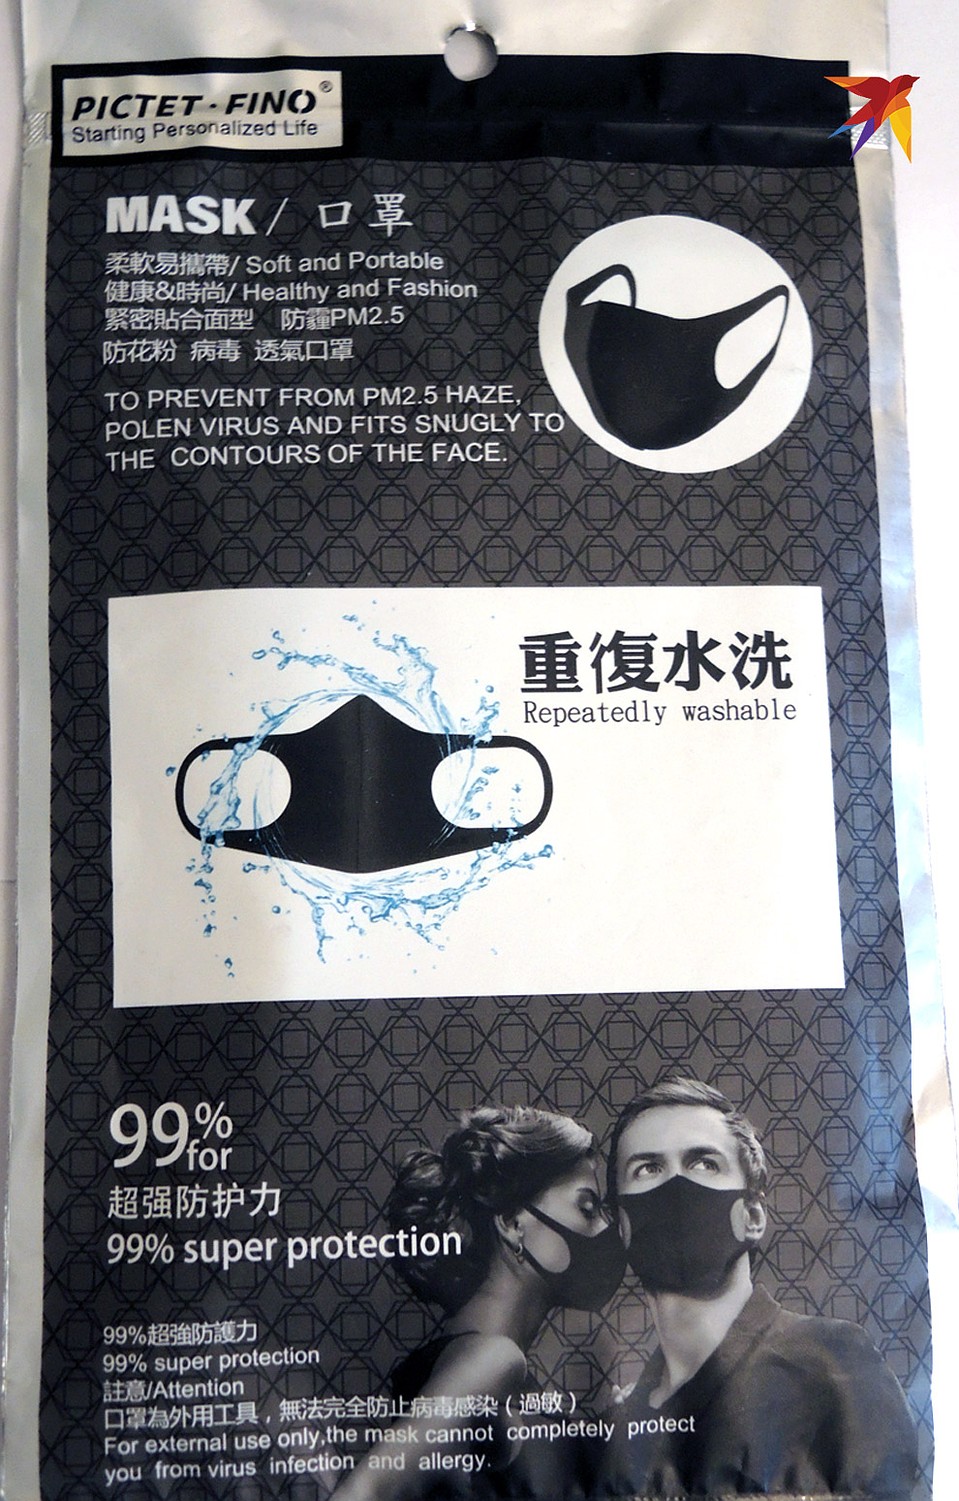 PICTET·FINO®
Starting Personalized Life
MASK/ 口罩
柔軟易攜帶/ Soft and Portable
健康&時尚/ Healthy and Fashion
緊密貼合面型 防霾PM2.5
防花粉 病毒 透氣口罩
TO PREVENT FROM PM2.5 HAZE,
POLEN VIRUS AND FITS SNUGLY TO
THE CONTOURS OF THE FACE.
重復水洗
Repeatedly washable
99%
for
超强防护力
99% super protection
99%超強防護力
99% super protection
註意/Attention
口罩為外用工具，無法完全防止病毒感染（過敏）
For external use only,the mask cannot completely protect
you from virus infection and allergy.